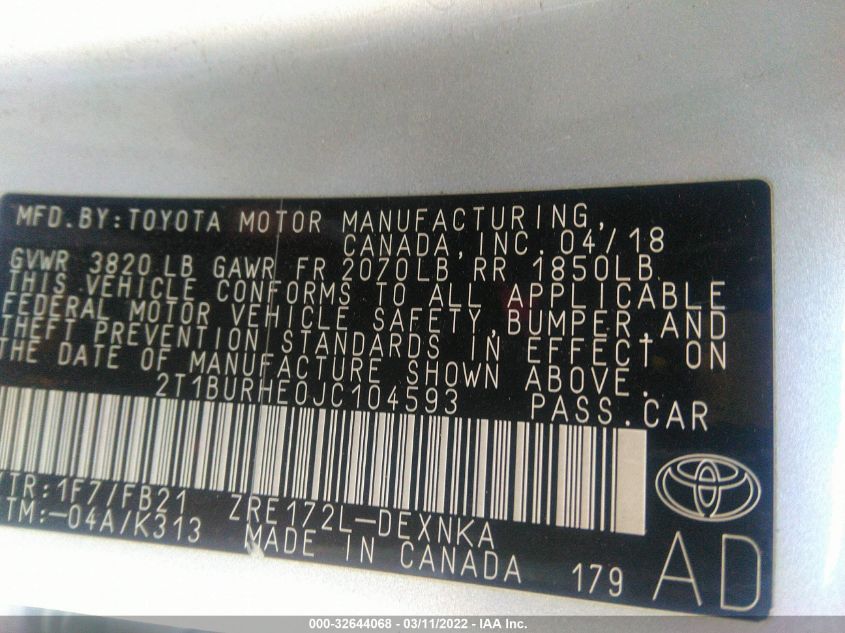 MFD.BY:TOYOTA MOTOR MANUFACTURING,
CANADA,INC. 04/18
GVWR 3820 LB GAWR FR 2070LB RR 1850LB
THIS VEHICLE CONFORMS TO ALL APPLICABLE
FEDERAL MOTOR VEHICLE SAFETY,BUMPER,AND
THEFT PREVENTION STANDARDS IN EFFECT ON
THE DATE OF MANUFACTURE SHOWN ABOVE.
2T1BURHE0JC104593 PASS.CAR
/TR:1F7/FB21 ZRE172L-DEXNKA
TM:-04A/K313 MADE IN CANADA 179 AD
000-32644068 - 03/11/2022 - IAA Inc.